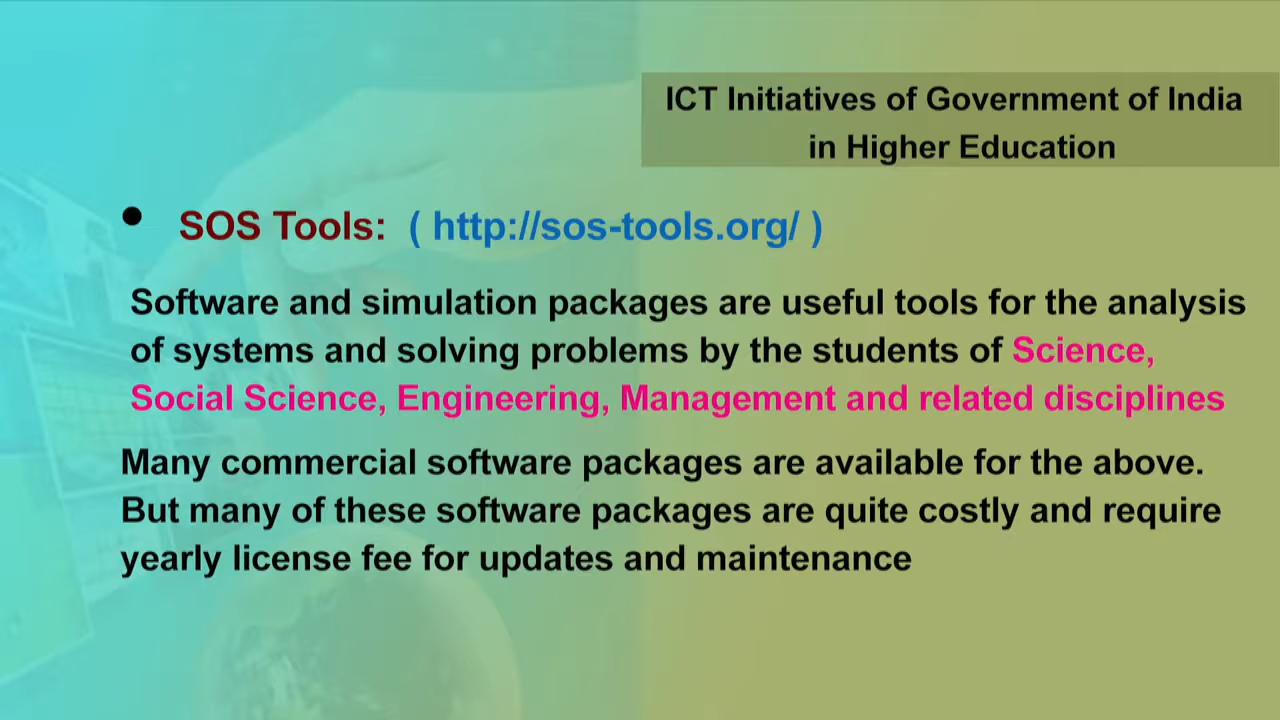 ICT Initiatives of Government of India
in Higher Education
• SOS Tools: ( http://sos-tools.org/ )
Software and simulation packages are useful tools for the analysis
of systems and solving problems by the students of Science,
Social Science, Engineering, Management and related disciplines
Many commercial software packages are available for the above.
But many of these software packages are quite costly and require
yearly license fee for updates and maintenance